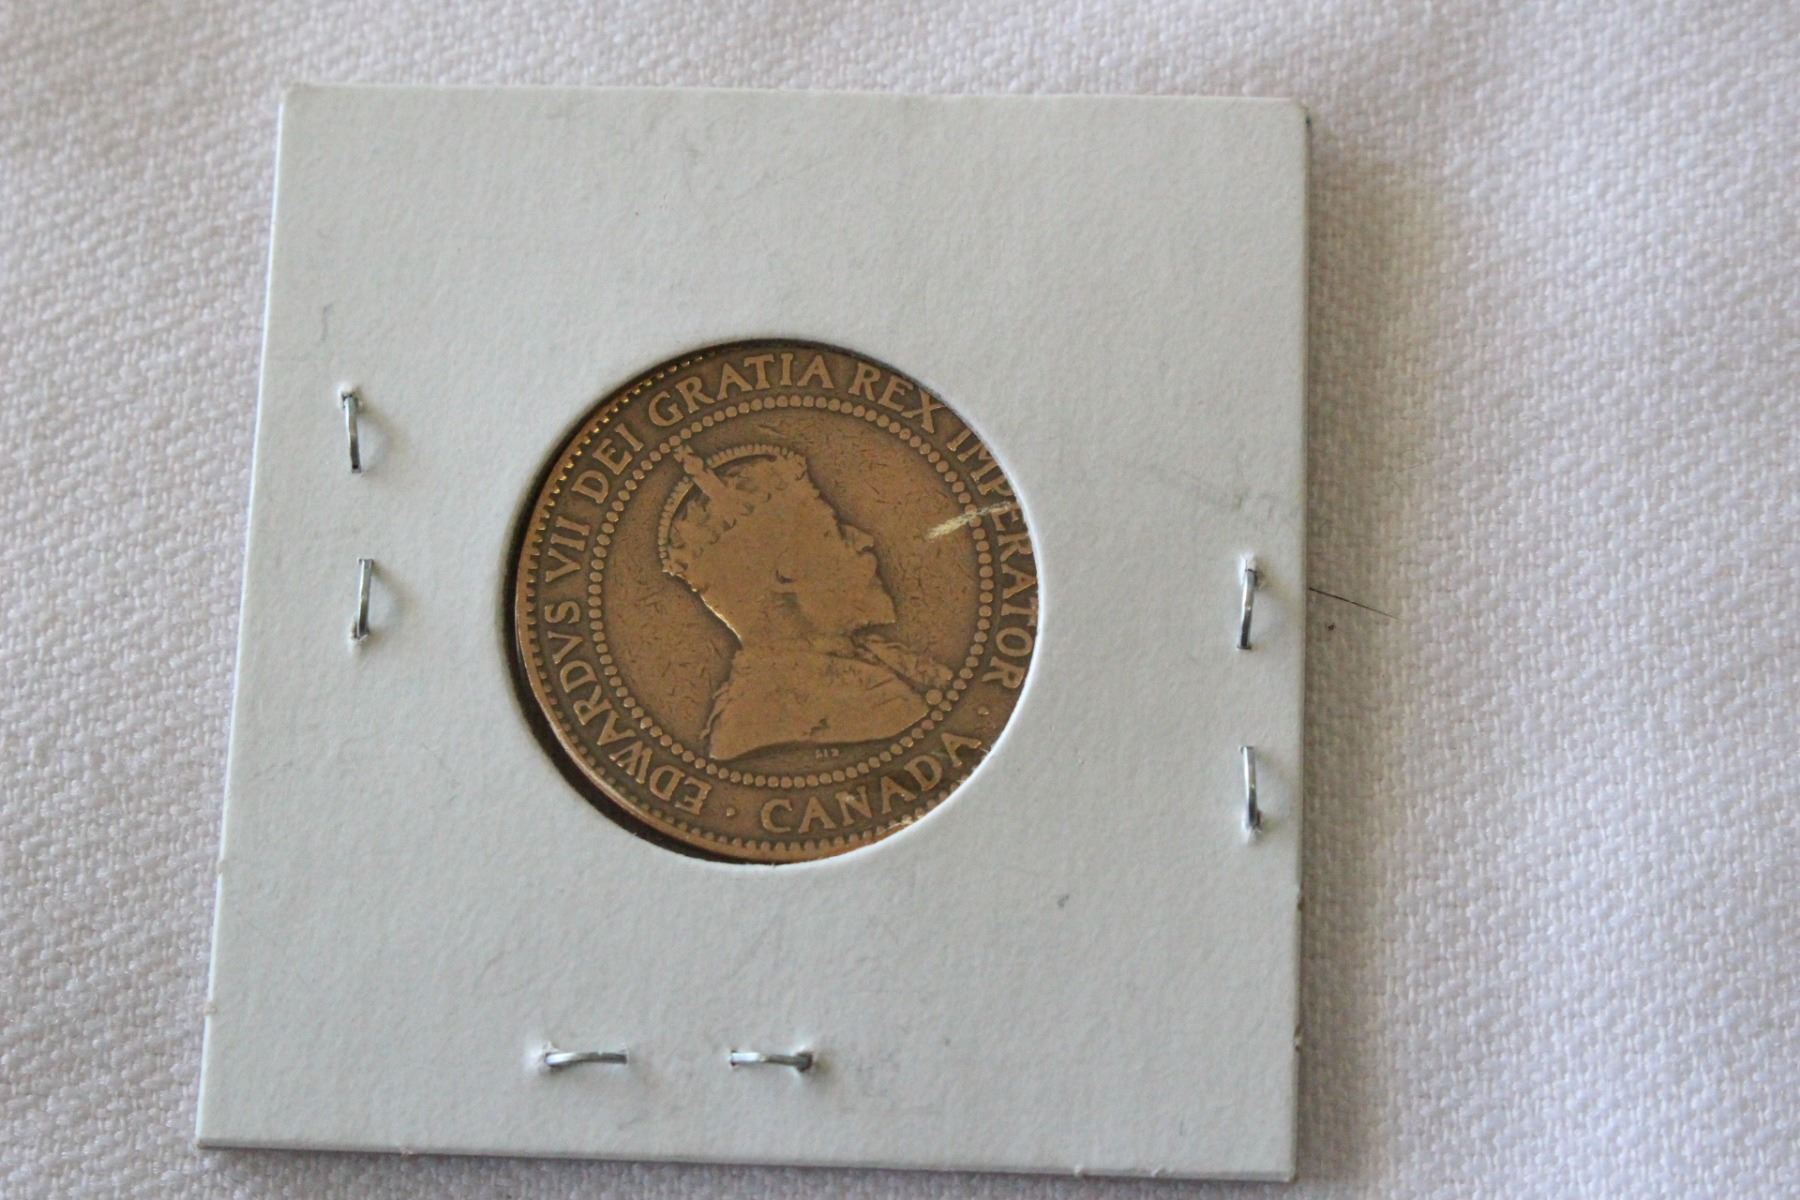 EDWARDVS VII DEI GRATIA REX IMPERATOR ·
CANADA ·